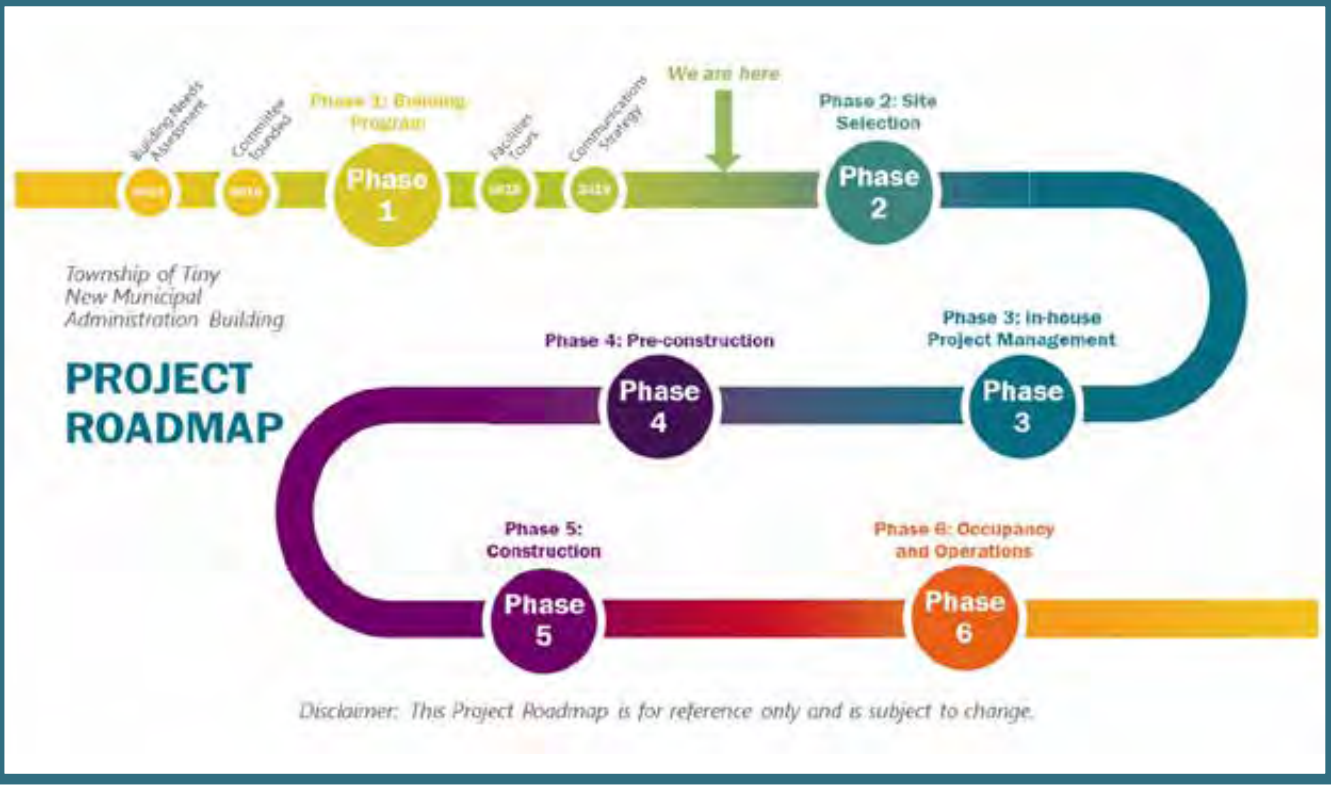 Building Needs
Assessment
Committee
founded
Phase 1: Building
Program
Facilities
Tours
Communications
Strategy
We are here
Phase 2: Site
Selection
Phase
1
2019
Phase
2
Township of Tiny
New Municipal
Administration Building
PROJECT
ROADMAP
Phase 3: In-house
Project Management
Phase 4: Pre-construction
Phase
4
Phase
3
Phase 5:
Construction
Phase 6: Occupancy
and Operations
Phase
5
Phase
6
Disclaimer: This Project Roadmap is for reference only and is subject to change.